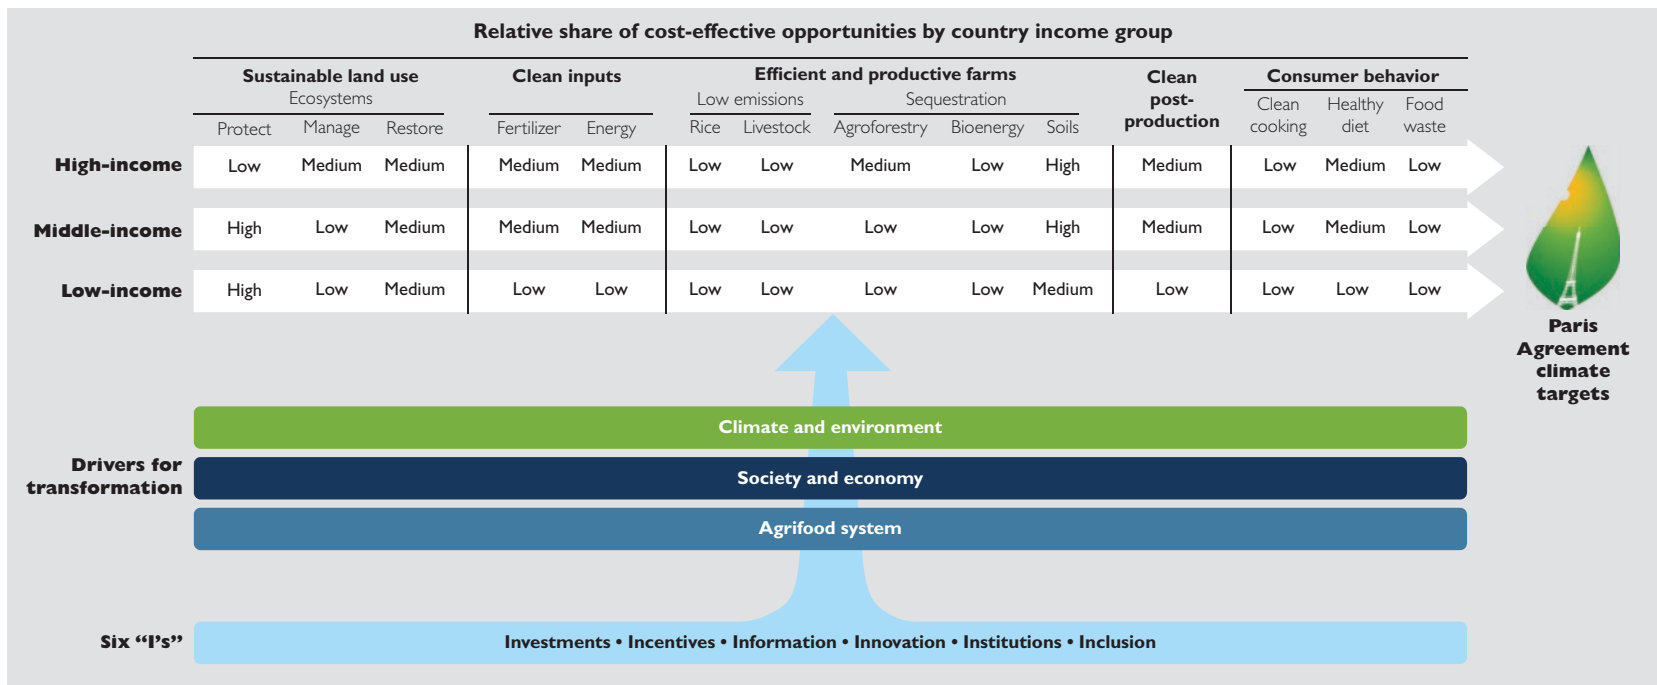 Relative share of cost-effective opportunities by country income group
Sustainable land use
Ecosystems
Protect Manage Restore
Clean inputs
Fertilizer Energy
Efficient and productive farms
Low emissions
Rice Livestock
Sequestration
Agroforestry Bioenergy Soils
Clean
post-
production
Consumer behavior
Clean
cooking
Healthy
diet
Food
waste
High-income Low Medium Medium Medium Medium Low Low Medium Low High Medium Low Medium Low
Middle-income High Low Medium Medium Medium Low Low Low Low High Medium Low Medium Low
Low-income High Low Medium Low Low Low Low Low Low Medium Low Low Low Low
Paris
Agreement
climate
targets
Drivers for
transformation
Climate and environment
Society and economy
Agrifood system
Six “I’s”
Investments • Incentives • Information • Innovation • Institutions • Inclusion